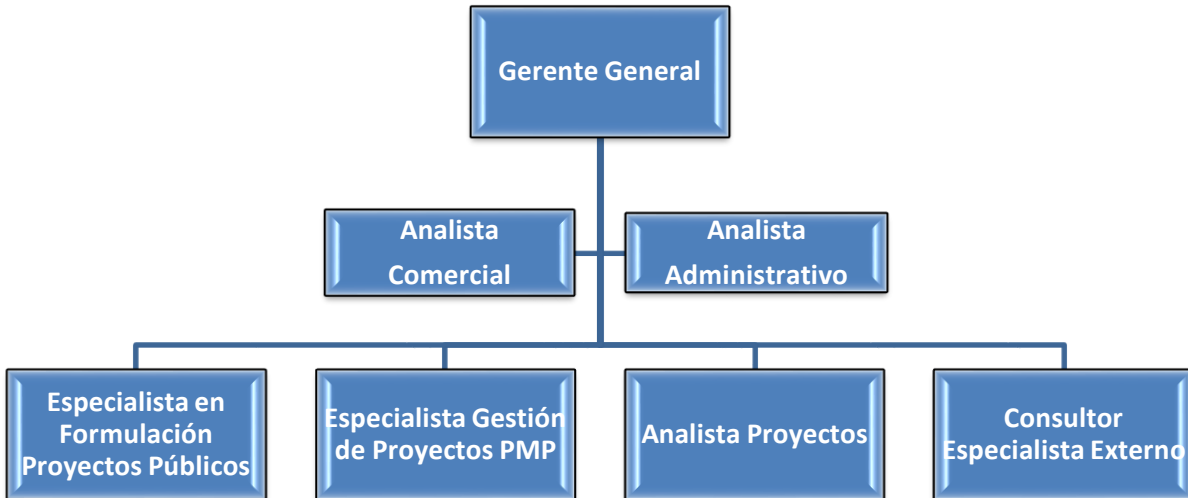 Gerente General
Analista
Comercial
Analista
Administrativo
Especialista en
Formulación
Proyectos Públicos
Especialista Gestión
de Proyectos PMP
Analista Proyectos
Consultor
Especialista Externo